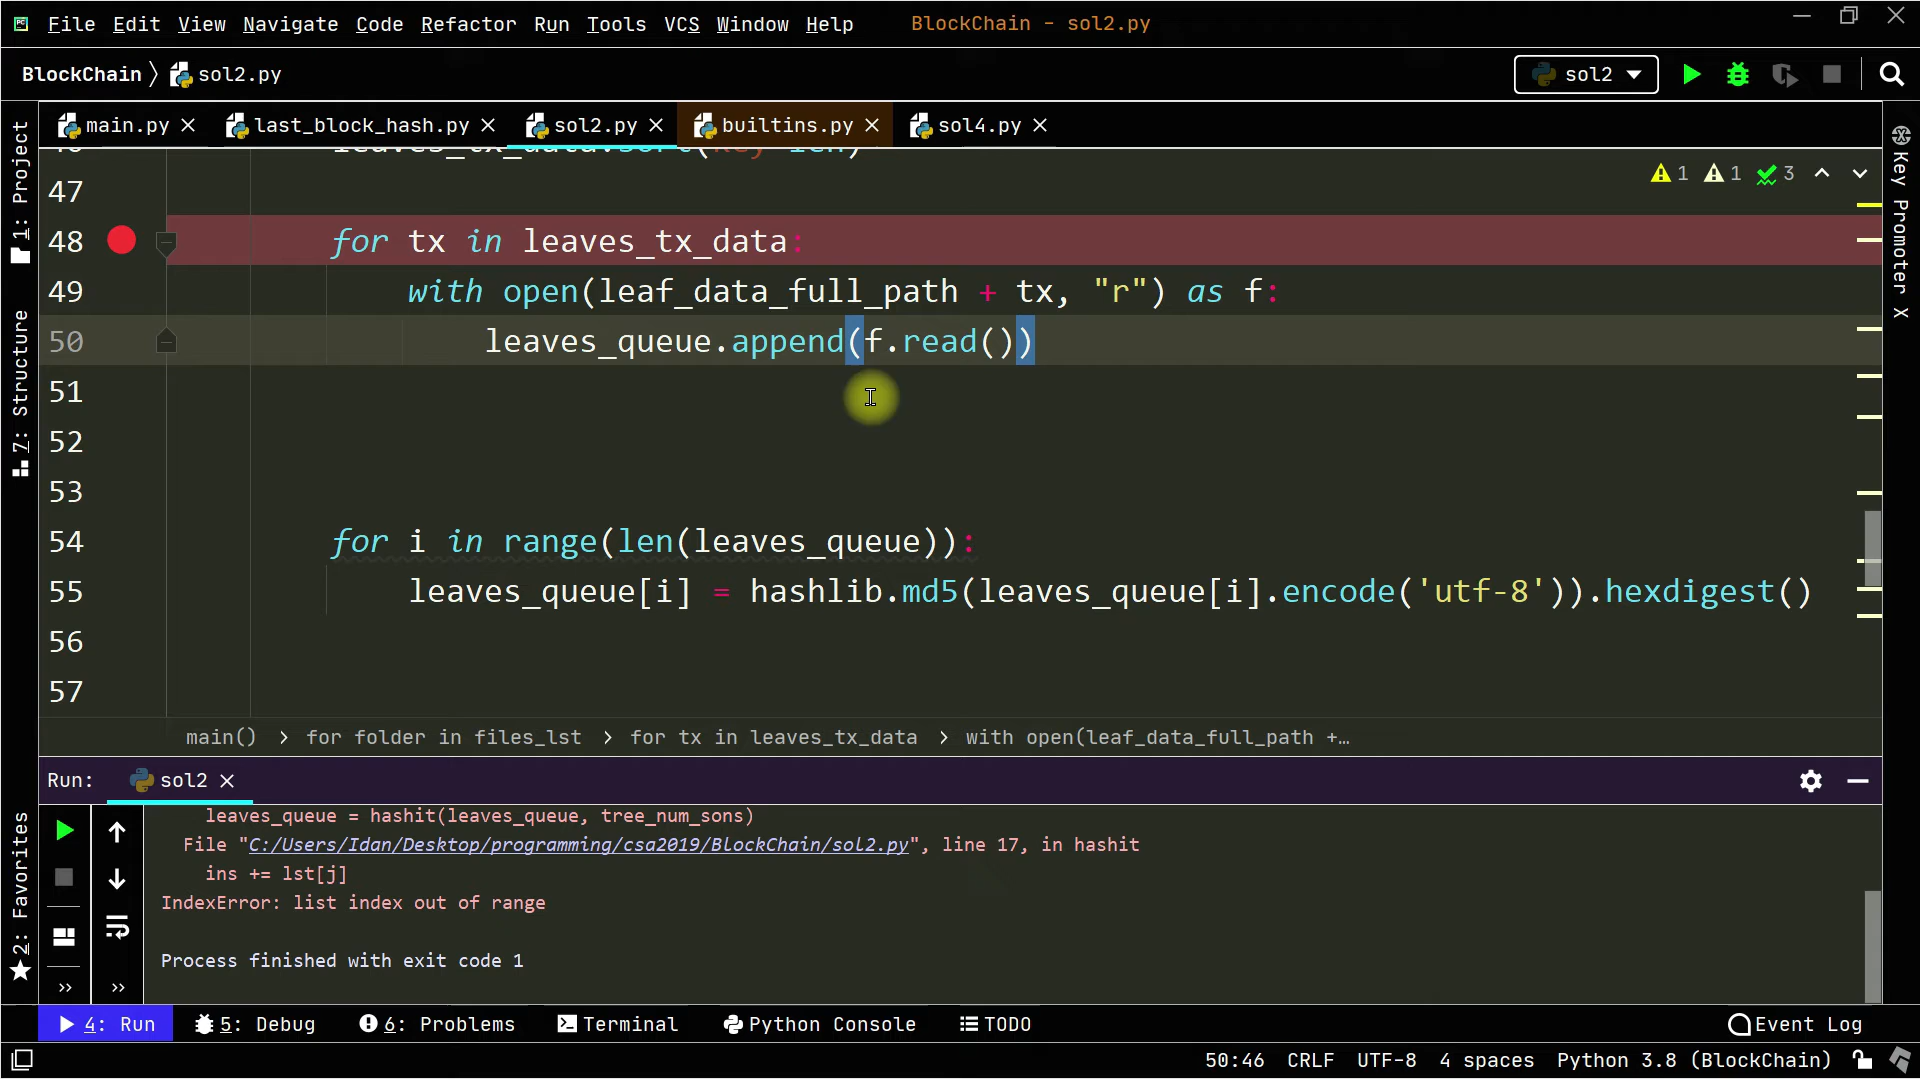 File Edit View Navigate Code Refactor Run Tools VCS Window Help BlockChain - sol2.py
BlockChain sol2.py sol2
main.py last_block_hash.py sol2.py builtins.py sol4.py
1 1 3
47
48 for tx in leaves_tx_data:
49 with open(leaf_data_full_path + tx, "r") as f:
50 leaves_queue.append(f.read())
51
52
53
54 for i in range(len(leaves_queue)):
55 leaves_queue[i] = hashlib.md5(leaves_queue[i].encode('utf-8')).hexdigest()
56
57
main() › for folder in files_lst › for tx in leaves_tx_data › with open(leaf_data_full_path +…
1: Project
7: Structure
2: Favorites
Key Promoter X
Run: sol2
leaves_queue = hashit(leaves_queue, tree_num_sons)
File "C:/Users/Idan/Desktop/programming/csa2019/BlockChain/sol2.py", line 17, in hashit
ins += lst[j]
IndexError: list index out of range
Process finished with exit code 1
4: Run 5: Debug 6: Problems Terminal Python Console TODO Event Log
50:46 CRLF UTF-8 4 spaces Python 3.8 (BlockChain)